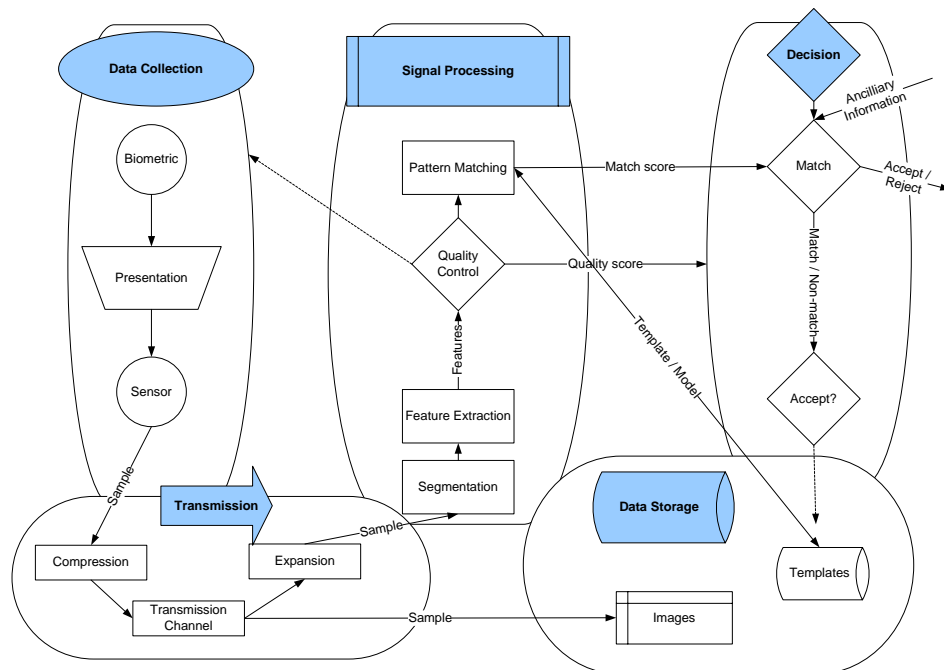 Data Collection
Signal Processing
Decision
Ancilliary
Information
Biometric
Pattern Matching
Match score
Match
Accept /
Reject
Presentation
Quality
Control
Quality score
Match / Non-match
Features
Template / Model
Sensor
Accept?
Feature Extraction
Sample
Segmentation
Transmission
Data Storage
Sample
Compression
Expansion
Templates
Transmission
Channel
Sample
Images